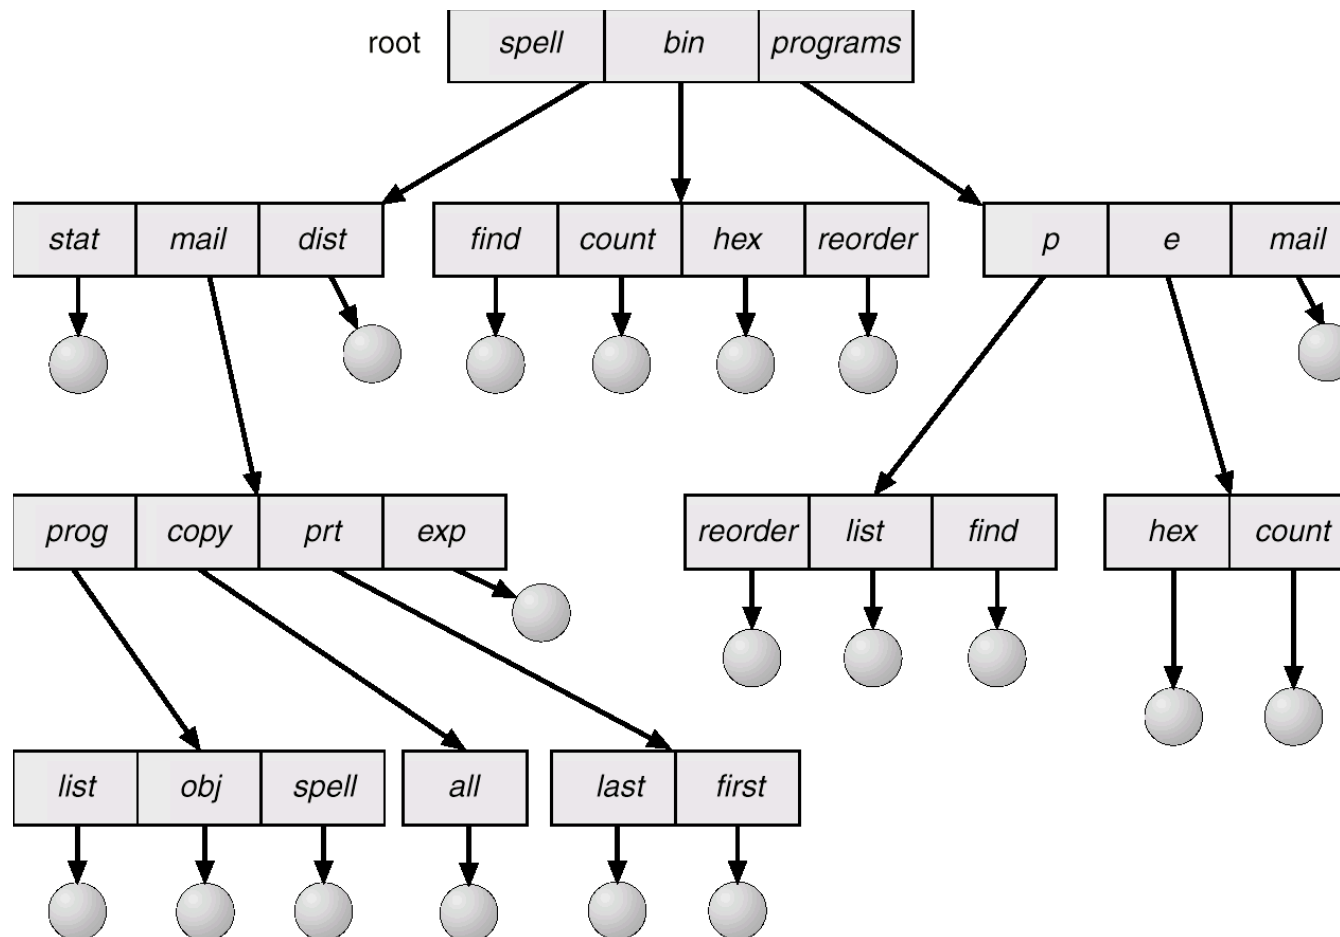 root spell bin programs
stat mail dist find count hex reorder p e mail
prog copy prt exp reorder list find hex count
list obj spell all last first